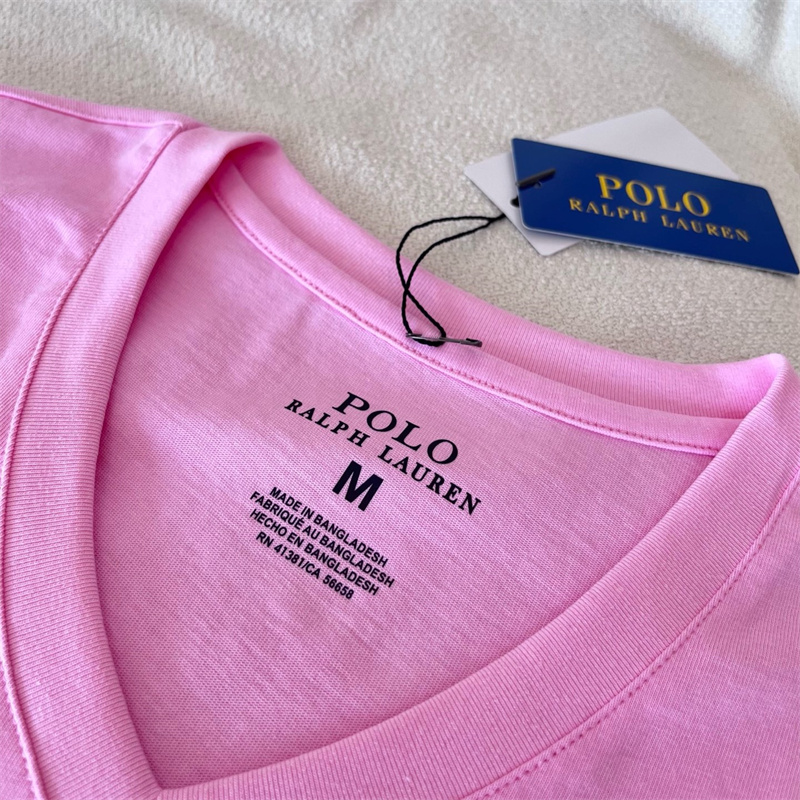 POLO
RALPH LAUREN
POLO
RALPH LAUREN
M
MADE IN BANGLADESH
FABRIQUÉ AU BANGLADESH
HECHO EN BANGLADESH
RN 41381/CA 56658